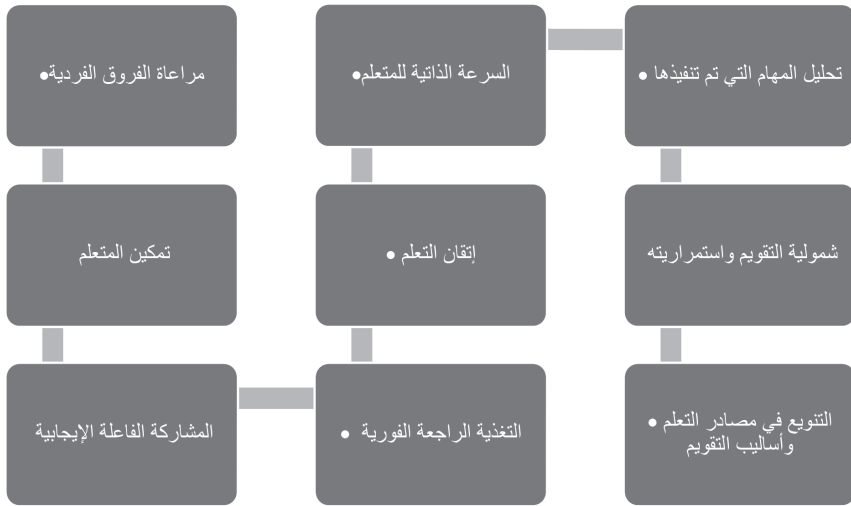 مراعاة الفروق الفردية•
تمكين المتعلم
المشاركة الفاعلة الإيجابية
التغذية الراجعة الفورية •
إتقان التعلم •
السرعة الذاتية للمتعلم•
تحليل المهام التي تم تنفيذها •
شمولية التقويم واستمراريته
التنويع في مصادر التعلم •
وأساليب التقويم